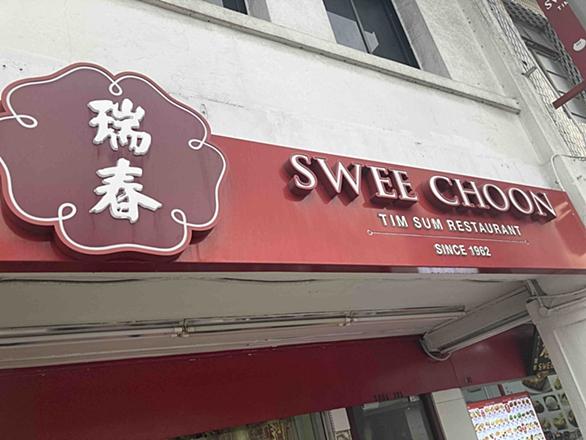 瑞春
SWEE CHOON
TIM SUM RESTAURANT
SINCE 1962